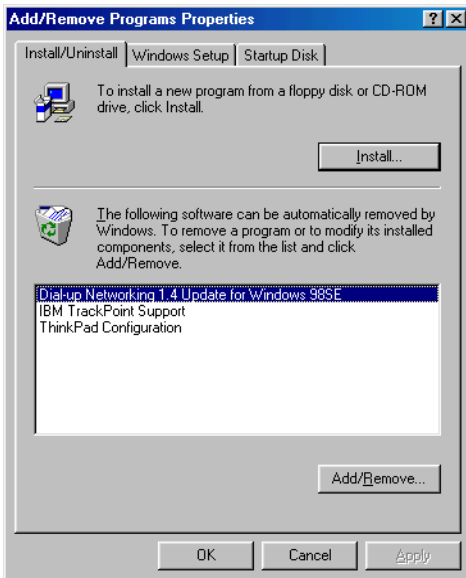 Add/Remove Programs Properties
Install/Uninstall
Windows Setup
Startup Disk
To install a new program from a floppy disk or CD-ROM
drive, click Install.
Install...
The following software can be automatically removed by
Windows. To remove a program or to modify its installed
components, select it from the list and click
Add/Remove.
Dial-up Networking 1.4 Update for Windows 98SE
IBM TrackPoint Support
ThinkPad Configuration
Add/Remove...
OK
Cancel
Apply